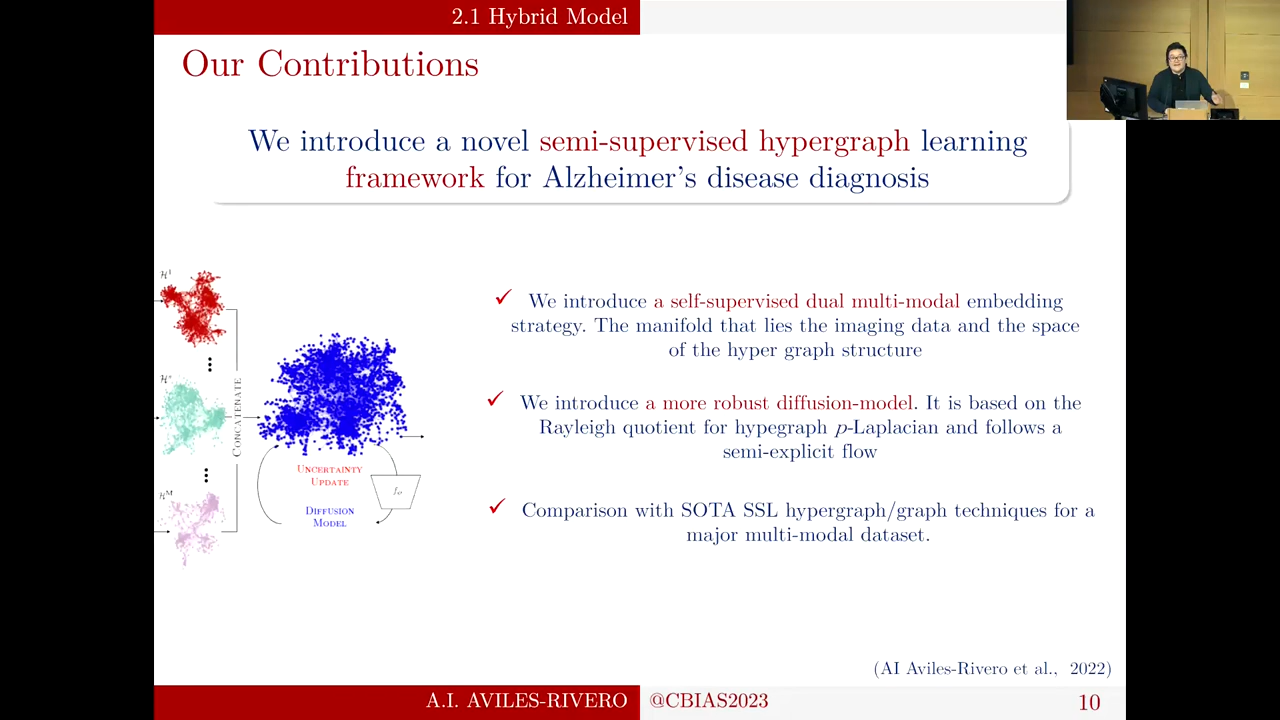 2.1 Hybrid Model
Our Contributions
We introduce a novel semi-supervised hypergraph learning
framework for Alzheimer's disease diagnosis
We introduce a self-supervised dual multi-modal embedding
strategy. The manifold that lies the imaging data and the space
of the hyper graph structure
We introduce a more robust diffusion-model. It is based on the
Rayleigh quotient for hypegraph p-Laplacian and follows a
semi-explicit flow
Comparison with SOTA SSL hypergraph/graph techniques for a
major multi-modal dataset.
H¹
Hᴹ
CONCATENATE
UNCERTAINTY
UPDATE
DIFFUSION
MODEL
(AI Aviles-Rivero et al., 2022)
A.I. AVILES-RIVERO
@CBIAS2023
10